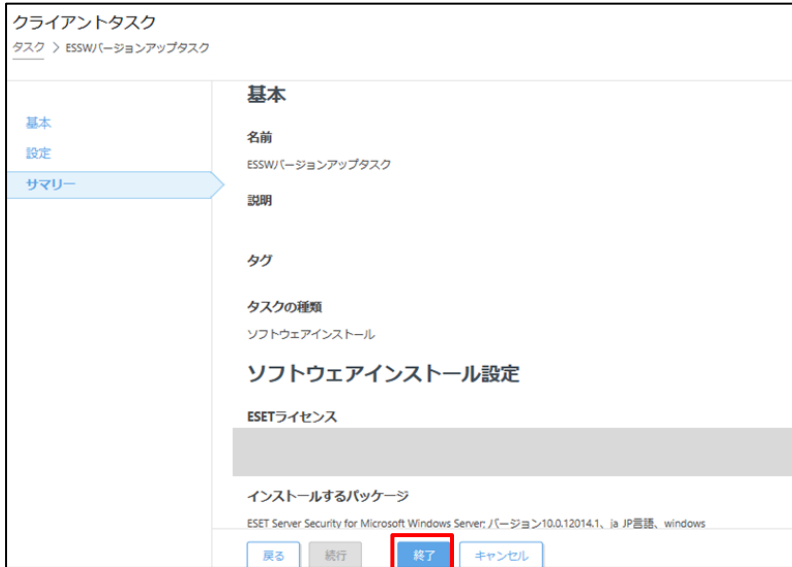 クライアントタスク
タスク > ESSWバージョンアップタスク
基本
設定
サマリー
基本
名前
ESSWバージョンアップタスク
説明
タグ
タスクの種類
ソフトウェアインストール
ソフトウェアインストール設定
ESETライセンス
インストールするパッケージ
ESET Server Security for Microsoft Windows Server; バージョン10.0.12014.1、ja_JP言語、windows
戻る 続行 終了 キャンセル